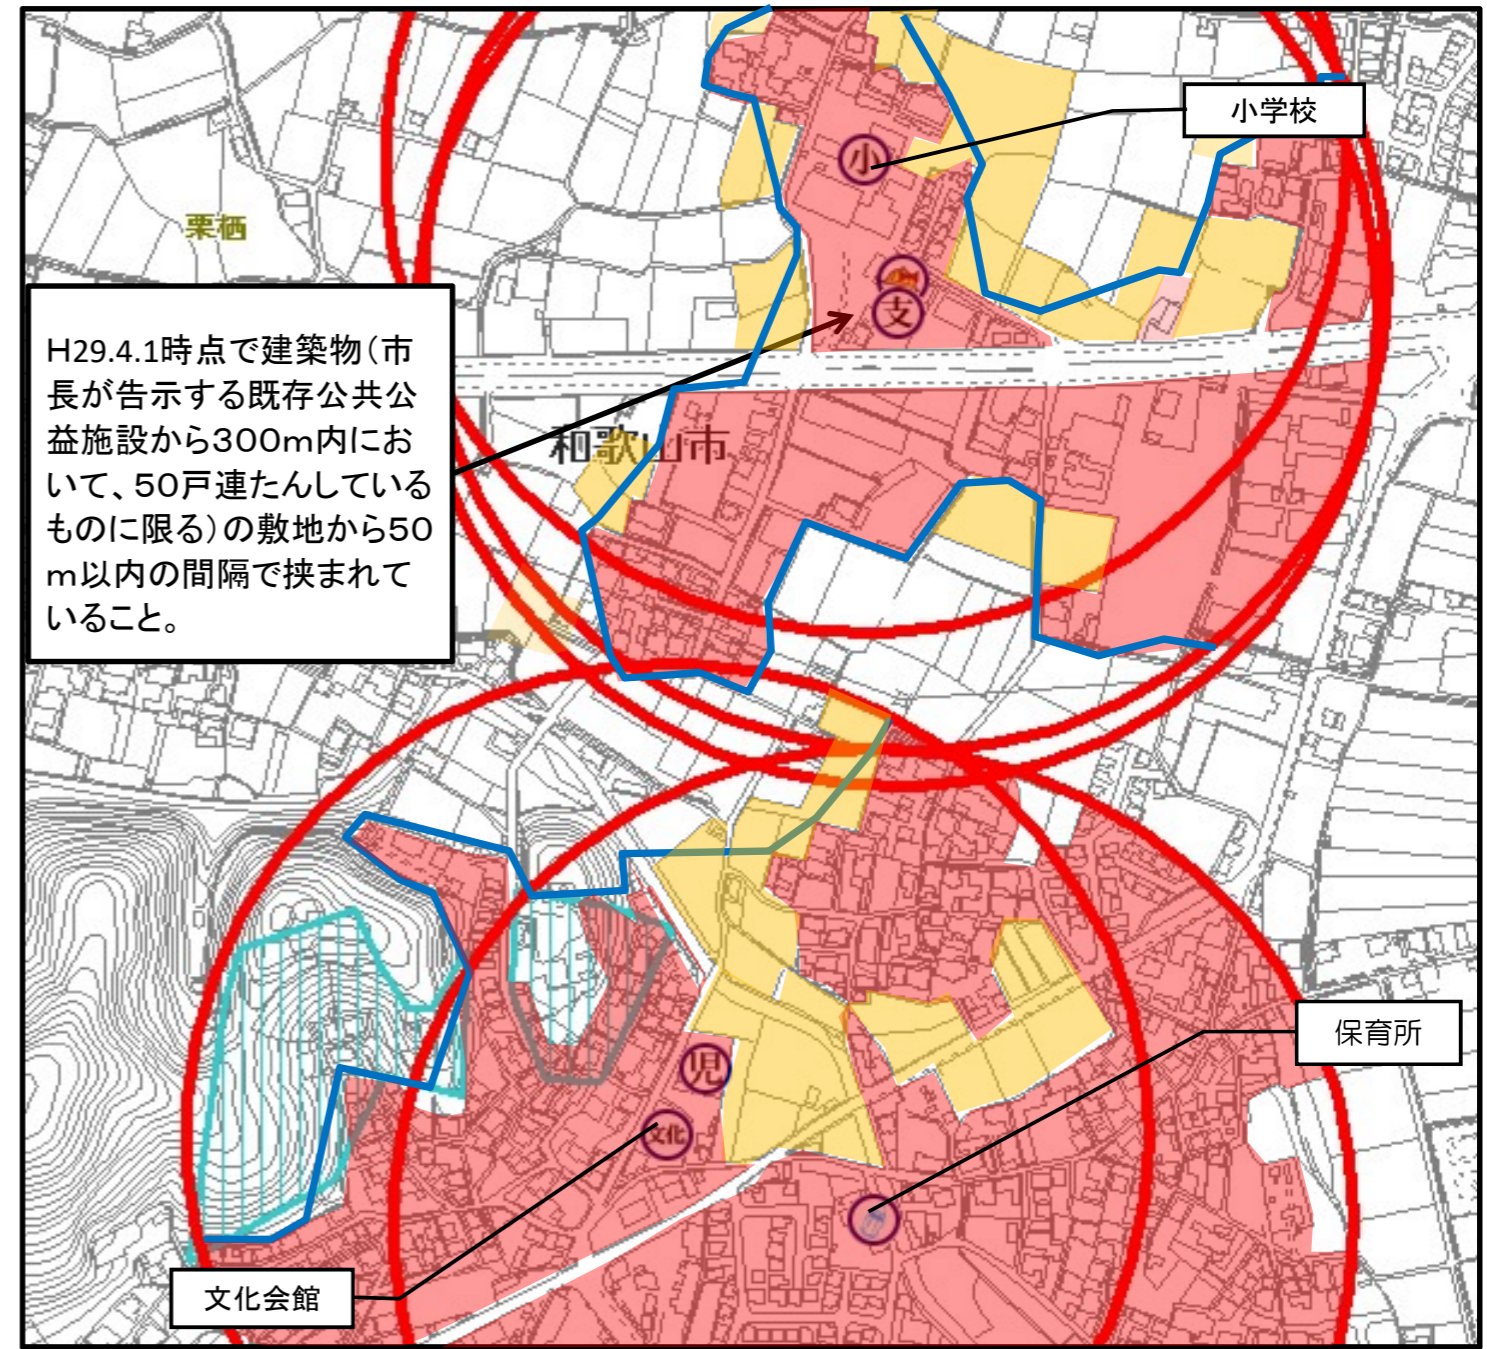 小学校
小
栗栖
支
H29.4.1時点で建築物（市
長が告示する既存公共公
益施設から300ｍ内にお
いて、50戸連たんしている
ものに限る）の敷地から50
ｍ以内の間隔で挟まれて
いること。
和歌山市
保育所
児
文化
文化会館